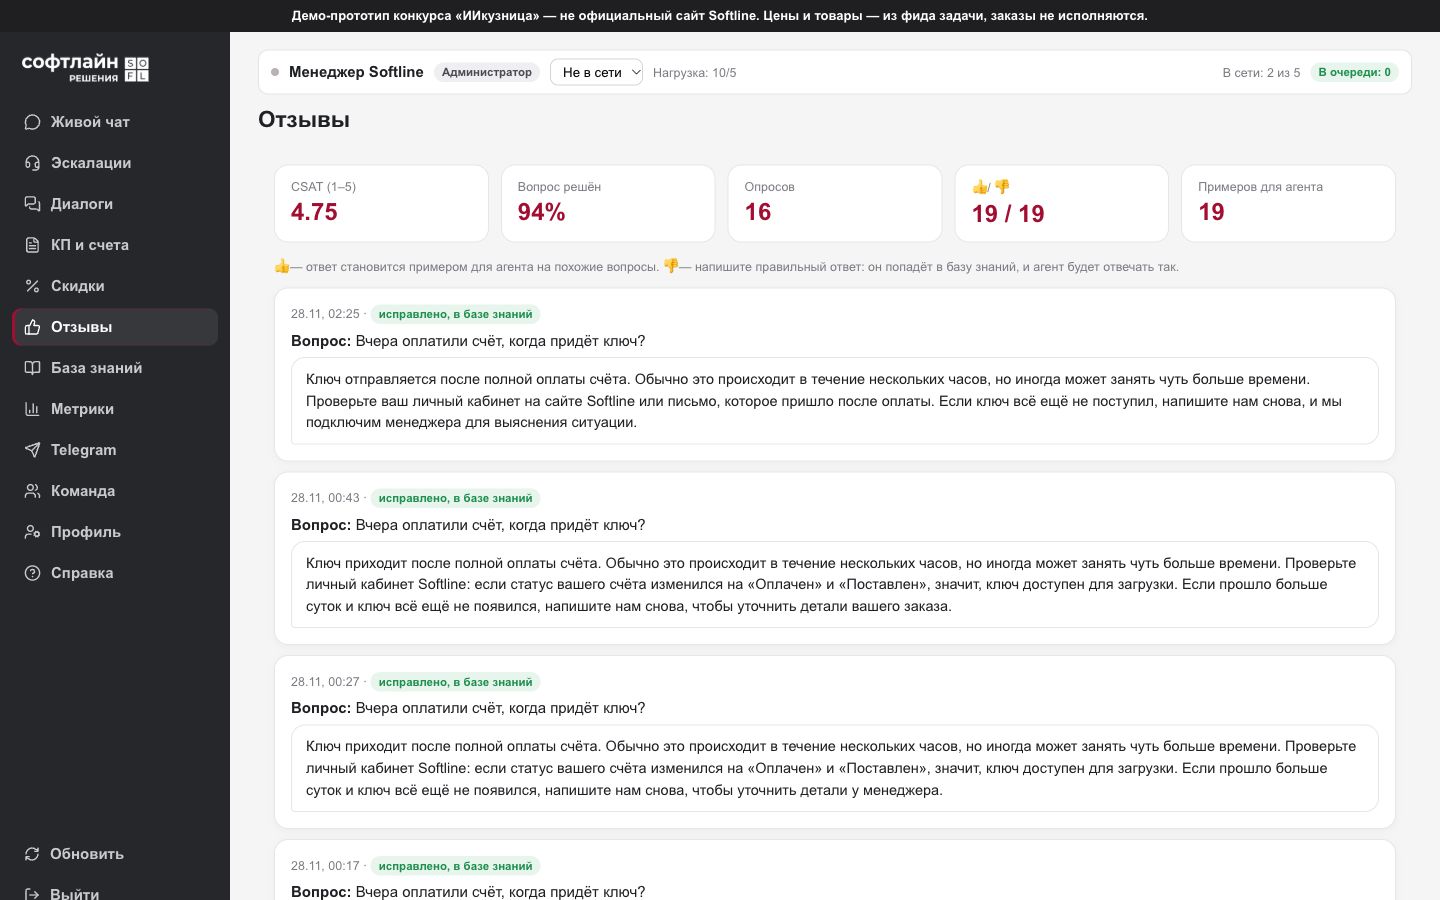 Демо-прототип конкурса «ИИкузница» — не официальный сайт Softline. Цены и товары — из фида задачи, заказы не исполняются.
софтлайн
РЕШЕНИЯ
SO
FL
Живой чат
Эскалации
Диалоги
КП и счета
Скидки
Отзывы
База знаний
Метрики
Telegram
Команда
Профиль
Справка
Обновить
Выйти
Менеджер Softline Администратор Не в сети Нагрузка: 10/5 В сети: 2 из 5 В очереди: 0
Отзывы
CSAT (1–5)
4.75
Вопрос решён
94%
Опросов
16
👍/ 👎
19 / 19
Примеров для агента
19
👍— ответ становится примером для агента на похожие вопросы. 👎— напишите правильный ответ: он попадёт в базу знаний, и агент будет отвечать так.
28.11, 02:25 · исправлено, в базе знаний
Вопрос: Вчера оплатили счёт, когда придёт ключ?
Ключ отправляется после полной оплаты счёта. Обычно это происходит в течение нескольких часов, но иногда может занять чуть больше времени.
Проверьте ваш личный кабинет на сайте Softline или письмо, которое пришло после оплаты. Если ключ всё ещё не поступил, напишите нам снова, и мы
подключим менеджера для выяснения ситуации.
28.11, 00:43 · исправлено, в базе знаний
Вопрос: Вчера оплатили счёт, когда придёт ключ?
Ключ приходит после полной оплаты счёта. Обычно это происходит в течение нескольких часов, но иногда может занять чуть больше времени. Проверьте
личный кабинет Softline: если статус вашего счёта изменился на «Оплачен» и «Поставлен», значит, ключ доступен для загрузки. Если прошло больше
суток и ключ всё ещё не появился, напишите нам снова, чтобы уточнить детали вашего заказа.
28.11, 00:27 · исправлено, в базе знаний
Вопрос: Вчера оплатили счёт, когда придёт ключ?
Ключ приходит после полной оплаты счёта. Обычно это происходит в течение нескольких часов, но иногда может занять чуть больше времени. Проверьте
личный кабинет Softline: если статус вашего счёта изменился на «Оплачен» и «Поставлен», значит, ключ доступен для загрузки. Если прошло больше
суток и ключ всё ещё не появился, напишите нам снова, чтобы уточнить детали у менеджера.
28.11, 00:17 · исправлено, в базе знаний
Вопрос: Вчера оплатили счёт, когда придёт ключ?